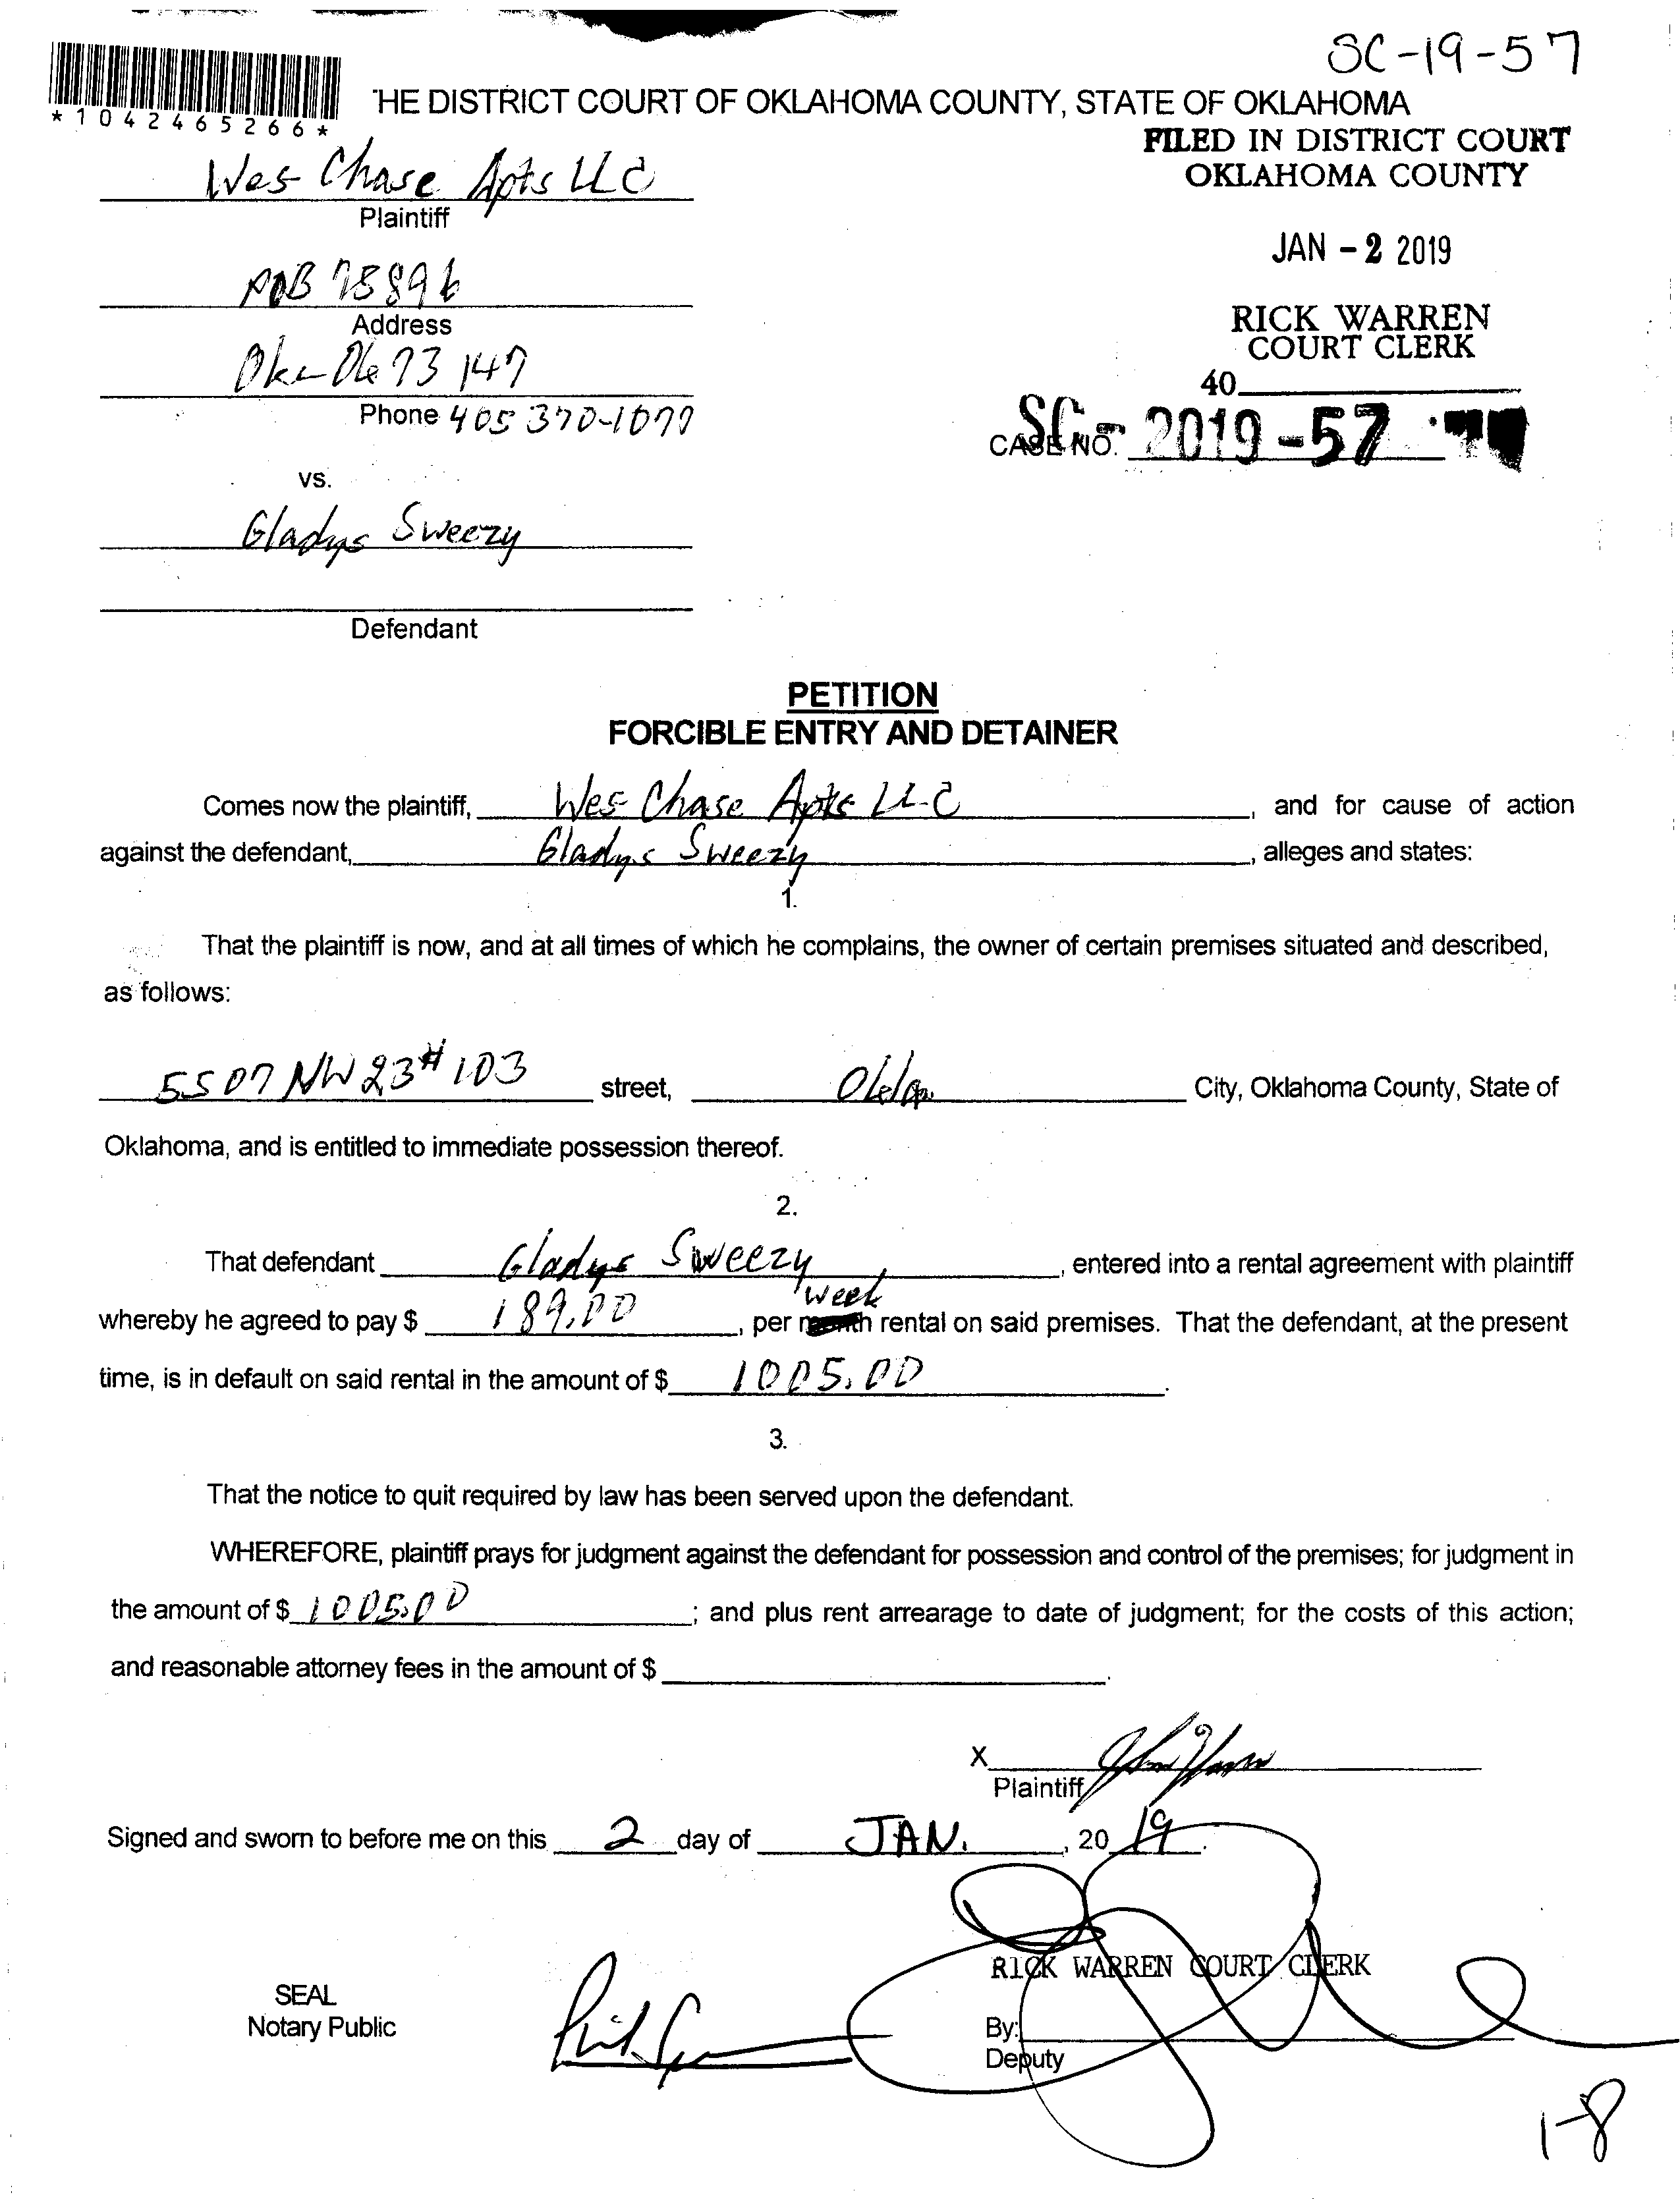 SC-19-57
*1042465266*
HE DISTRICT COURT OF OKLAHOMA COUNTY, STATE OF OKLAHOMA
FILED IN DISTRICT COURT
OKLAHOMA COUNTY
Wes Chase Apts LLC
Plaintiff
JAN - 2 2019
POB 75896
Address
RICK WARREN
COURT CLERK
73147
40
Phone 405 370-1077
CASE NO. SC- 2019 -57
vs.
Gladys Sweezy
Defendant
PETITION
FORCIBLE ENTRY AND DETAINER
Comes now the plaintiff, Wes Chase Apts LLC, and for cause of action
against the defendant, Gladys Sweezy, alleges and states:
1.
That the plaintiff is now, and at all times of which he complains, the owner of certain premises situated and described,
as follows:
5507 NW 23 # 103 street, City, Oklahoma County, State of
Oklahoma, and is entitled to immediate possession thereof.
2.
That defendant Gladys Sweezy, entered into a rental agreement with plaintiff
week
whereby he agreed to pay $ 189.00, per month rental on said premises. That the defendant, at the present
time, is in default on said rental in the amount of $ 1005.00.
3.
That the notice to quit required by law has been served upon the defendant.
WHEREFORE, plaintiff prays for judgment against the defendant for possession and control of the premises; for judgment in
the amount of $ 1005.00; and plus rent arrearage to date of judgment; for the costs of this action;
and reasonable attorney fees in the amount of $.
X
Plaintiff
Signed and sworn to before me on this 2 day of JAN., 20 19.
RICK WARREN COURT CLERK
SEAL
Notary Public
By:
Deputy
1-8